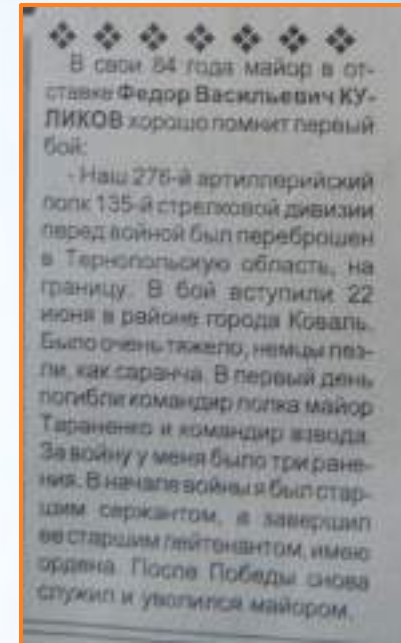 В свои 84 года майор в от-
ставке Федор Васильевич КУ-
ЛИКОВ хорошо помнит первый
бой:
- Наш 276-й артиллерийский
полк 135-й стрелковой дивизии
перед войной был переброшен
в Тернопольскую область, на
границу. В бой вступили 22
июня в районе города Коваль.
Было очень тяжело, немцы лез-
ли, как саранча. В первый день
погибли командир полка майор
Тараненко и командир взвода.
За войну у меня было три ране-
ния. В начале войны я был стар-
шим сержантом, а завершил
ее старшим лейтенантом, имею
ордена. После Победы снова
служил и уволился майором.